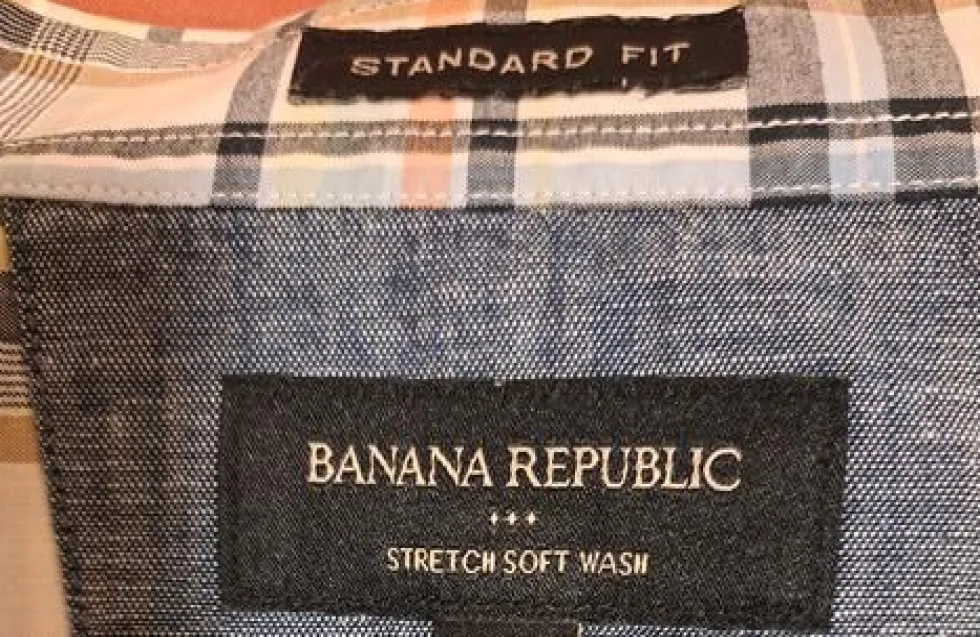 STANDARD FIT
BANANA REPUBLIC
STRETCH SOFT WASH